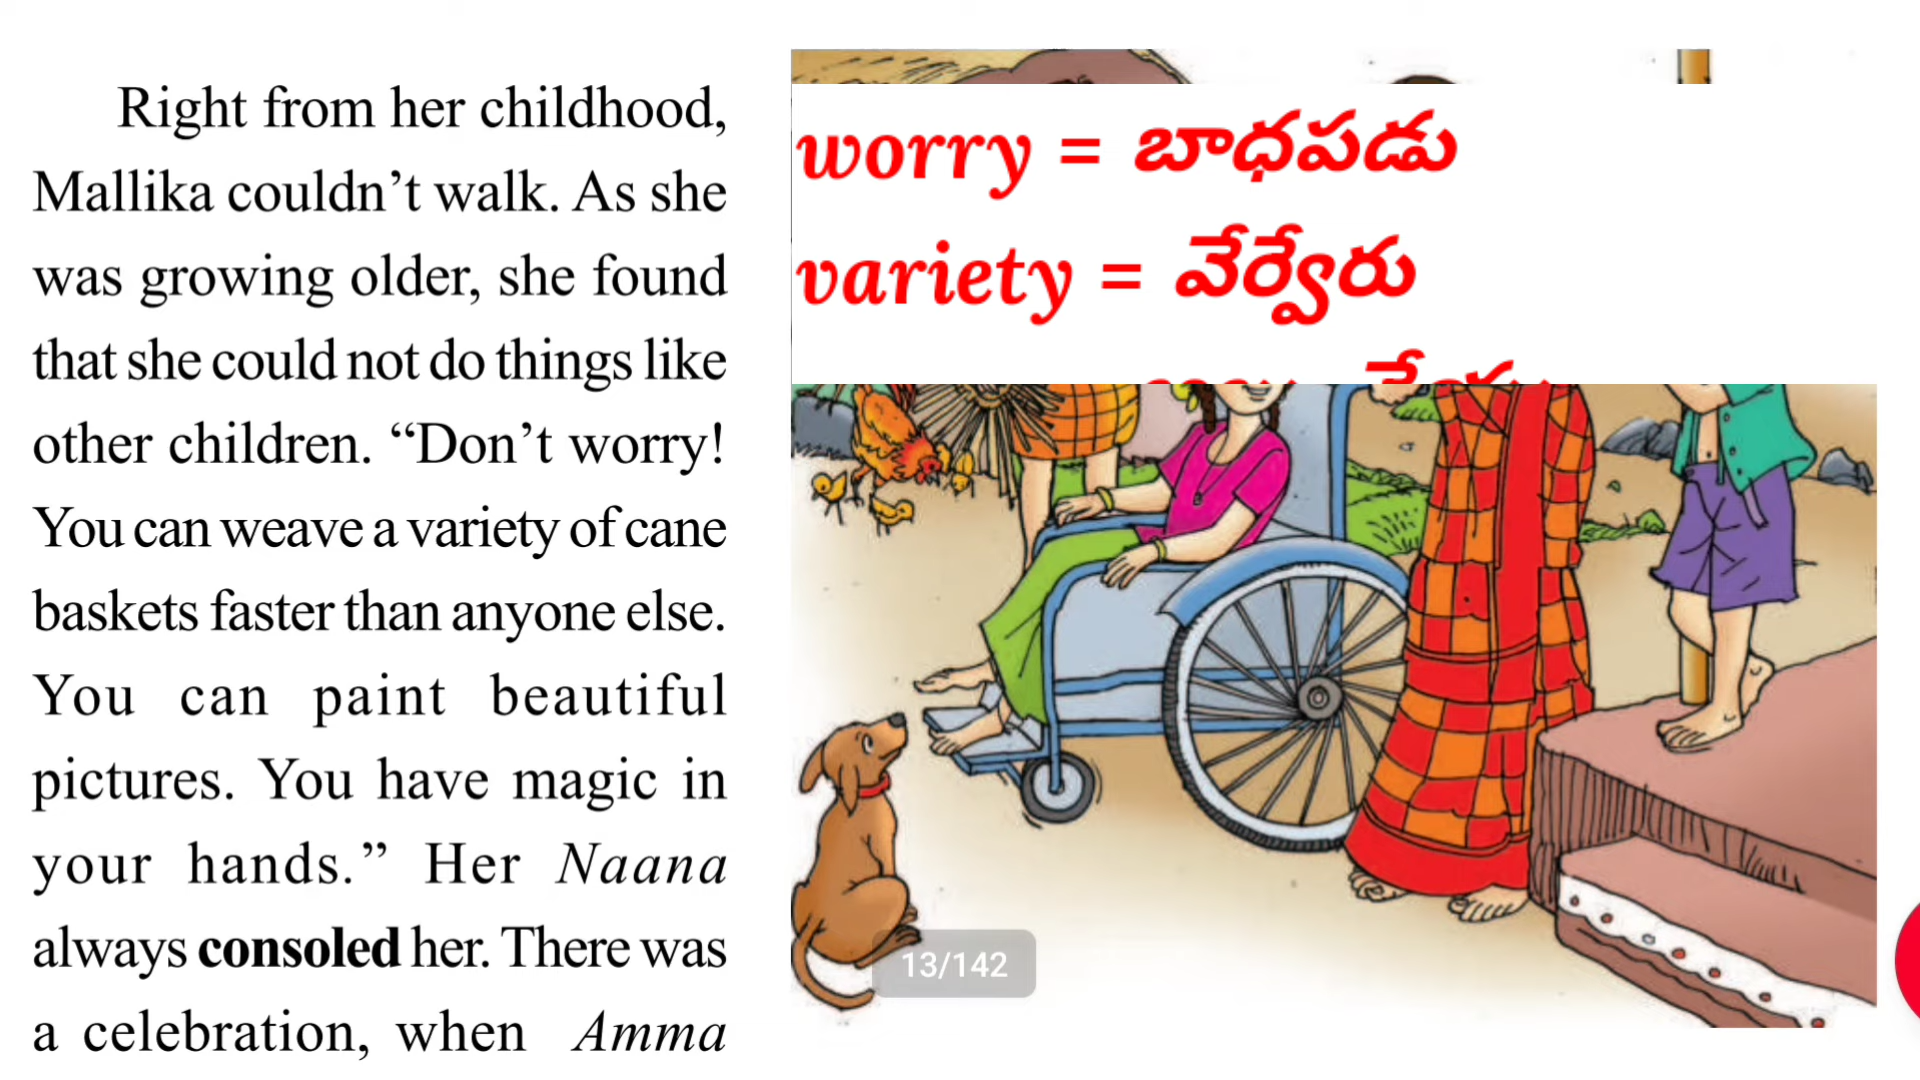 Right from her childhood,
Mallika couldn’t walk. As she
was growing older, she found
that she could not do things like
other children. “Don’t worry!
You can weave a variety of cane
baskets faster than anyone else.
You can paint beautiful
pictures. You have magic in
your hands.” Her Naana
always consoled her. There was
a celebration, when Amma
worry = బాధపడు
variety = వేర్వేరు
13/142